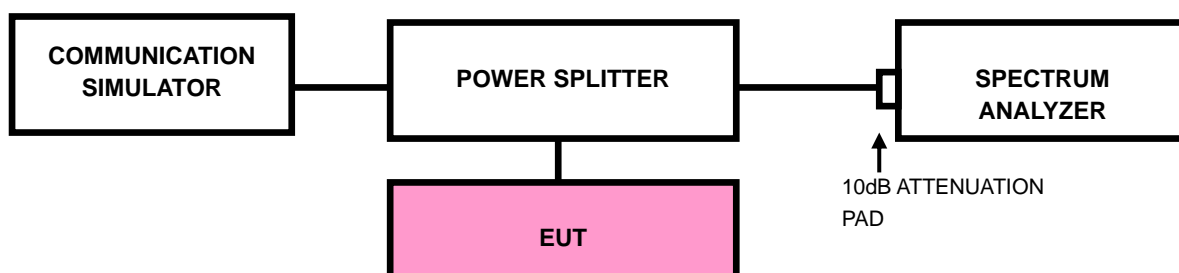 COMMUNICATION
SIMULATOR
POWER SPLITTER
SPECTRUM
ANALYZER
10dB ATTENUATION
PAD
EUT